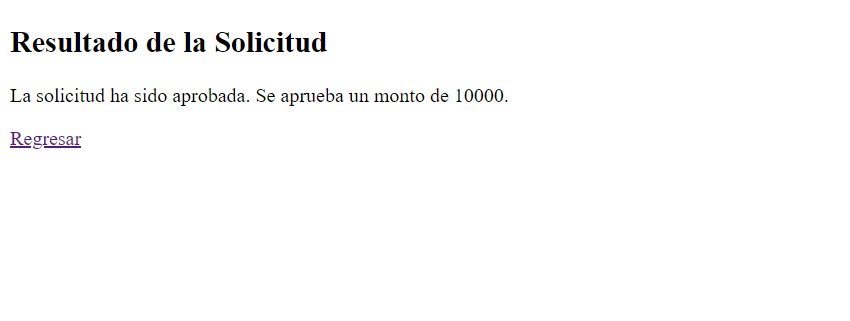 Resultado de la Solicitud
La solicitud ha sido aprobada. Se aprueba un monto de 10000.
Regresar